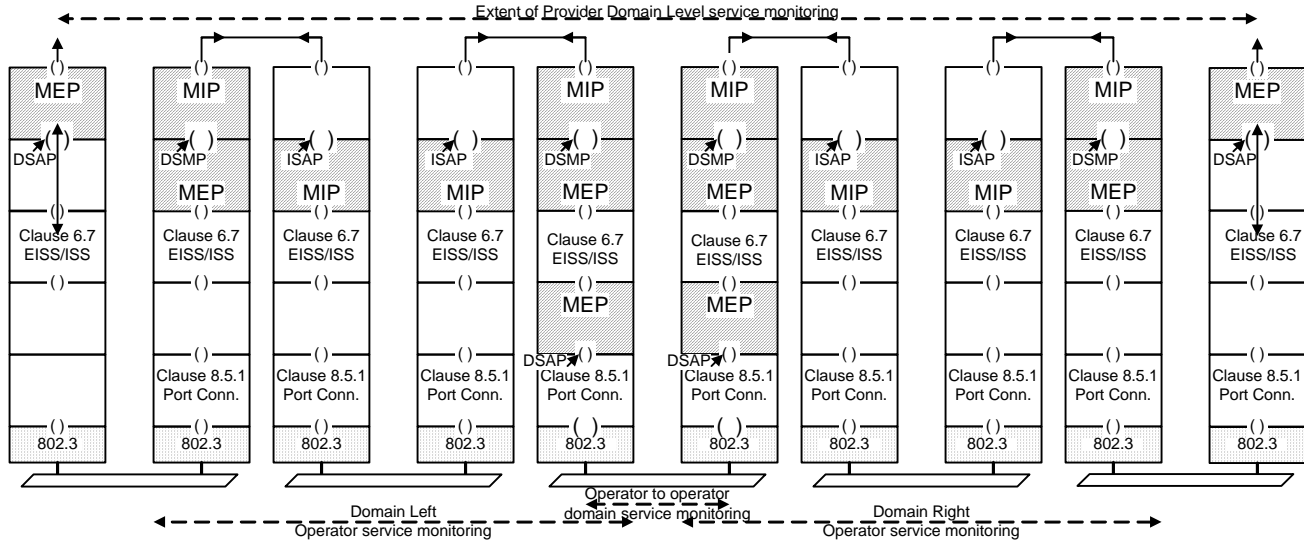 Extent of Provider Domain Level service monitoring
MEP MIP MIP MIP MIP MEP
DSAP DSMP ISAP ISAP DSMP DSMP ISAP ISAP DSMP DSAP
MEP MIP MIP MEP MEP MIP MIP MEP
Clause 6.7 Clause 6.7 Clause 6.7 Clause 6.7 Clause 6.7 Clause 6.7 Clause 6.7 Clause 6.7 Clause 6.7 Clause 6.7
EISS/ISS EISS/ISS EISS/ISS EISS/ISS EISS/ISS EISS/ISS EISS/ISS EISS/ISS EISS/ISS EISS/ISS
MEP MEP
DSAP DSAP
Clause 8.5.1 Clause 8.5.1 Clause 8.5.1 Clause 8.5.1 Clause 8.5.1 Clause 8.5.1 Clause 8.5.1 Clause 8.5.1 Clause 8.5.1
Port Conn. Port Conn. Port Conn. Port Conn. Port Conn. Port Conn. Port Conn. Port Conn. Port Conn.
802.3 802.3 802.3 802.3 802.3 802.3 802.3 802.3 802.3 802.3
Operator to operator
domain service monitoring
Domain Left
Operator service monitoring
Domain Right
Operator service monitoring